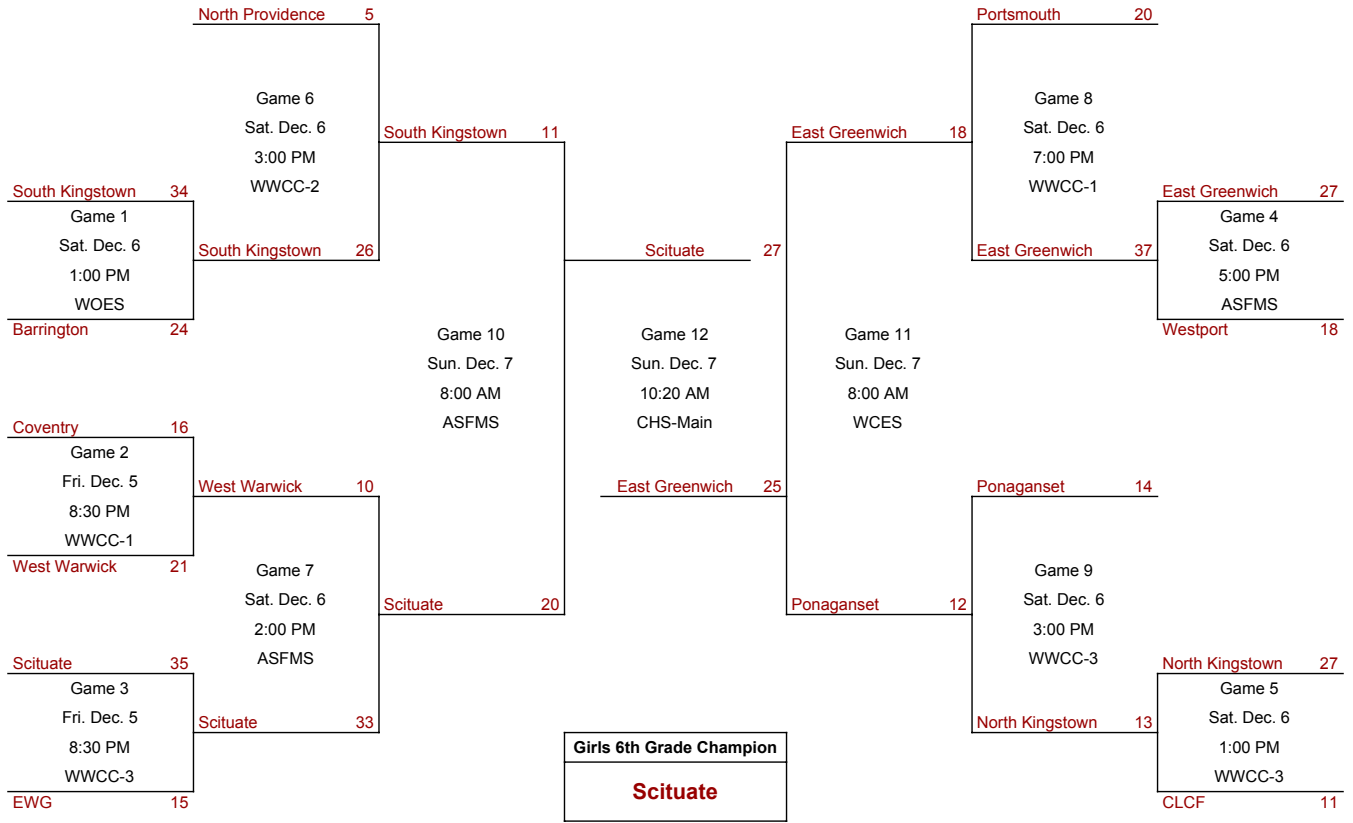 North Providence 5
Portsmouth 20
Game 6
Sat. Dec. 6
3:00 PM
WWCC-2
South Kingstown 11
East Greenwich 18
Game 8
Sat. Dec. 6
7:00 PM
WWCC-1
South Kingstown 34
Game 1
Sat. Dec. 6
1:00 PM
WOES
Barrington 24
South Kingstown 26
Scituate 27
East Greenwich 37
East Greenwich 27
Game 4
Sat. Dec. 6
5:00 PM
ASFMS
Westport 18
Game 10
Sun. Dec. 7
8:00 AM
ASFMS
Game 12
Sun. Dec. 7
10:20 AM
CHS-Main
Game 11
Sun. Dec. 7
8:00 AM
WCES
Coventry 16
Game 2
Fri. Dec. 5
8:30 PM
WWCC-1
West Warwick 21
West Warwick 10
East Greenwich 25
Ponaganset 14
Game 7
Sat. Dec. 6
2:00 PM
ASFMS
Scituate 20
Ponaganset 12
Game 9
Sat. Dec. 6
3:00 PM
WWCC-3
Scituate 35
Game 3
Fri. Dec. 5
8:30 PM
WWCC-3
EWG 15
Scituate 33
North Kingstown 13
North Kingstown 27
Game 5
Sat. Dec. 6
1:00 PM
WWCC-3
CLCF 11
Girls 6th Grade Champion
Scituate